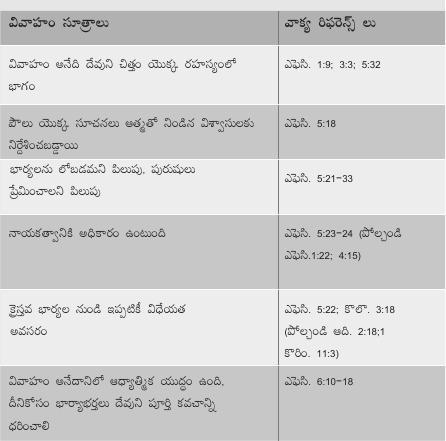 వివాహం సూత్రాలు
వాక్య రిఫరెన్స్ లు
వివాహం అనేది దేవుని చిత్తం యొక్క రహస్యంలో
భాగం
ఎఫెసి. 1:9; 3:3; 5:32
పౌలు యొక్క సూచనలు ఆత్మతో నిండిన విశ్వాసులకు
నిర్దేశించబడ్డాయి
ఎఫెసి. 5:18
భార్యలను లోబడమని పిలుపు, పురుషులు
ప్రేమించాలని పిలుపు
ఎఫెసి. 5:21-33
నాయకత్వానికి అధికారం ఉంటుంది
ఎఫెసి. 5:23-24 (పోల్చండి
ఎఫెసి.1:22; 4:15)
క్రైస్తవ భార్యల నుండి ఇప్పటికీ విధేయత
అవసరం
ఎఫెసి. 5:22; కొలొ. 3:18
(పోల్చండి ఆది. 2:18;1
కొరిం. 11:3)
వివాహం అనేదానిలో ఆధ్యాత్మిక యుద్ధం ఉంది,
దీనికోసం భార్యాభర్తలు దేవుని పూర్తి కవచాన్ని
ధరించాలి
ఎఫెసి. 6:10-18